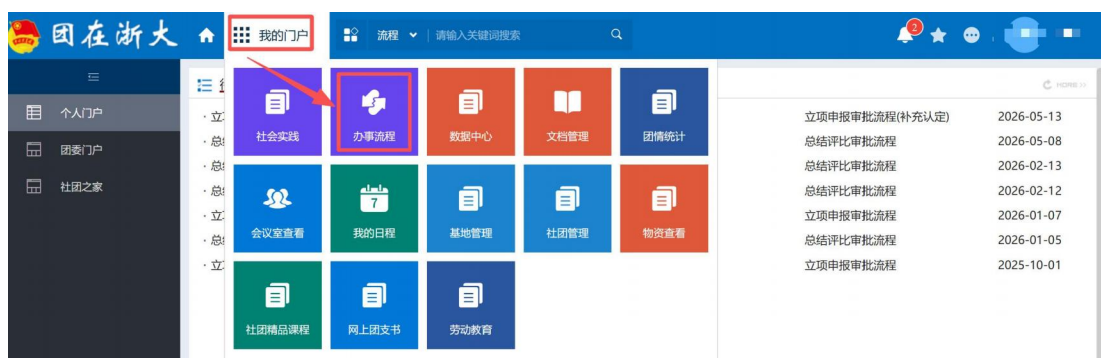 团在浙大
我的门户
流程
请输入关键词搜索
2
MORE>>
个人门户
团委门户
社团之家
社会实践
办事流程
数据中心
文档管理
团情统计
7
会议室查看
我的日程
基地管理
社团管理
物资查看
社团精品课程
网上团支书
劳动教育
立项申报审批流程(补充认定) 2026-05-13
总结评比审批流程 2026-05-08
总结评比审批流程 2026-02-13
总结评比审批流程 2026-02-12
立项申报审批流程 2026-01-07
总结评比审批流程 2026-01-05
立项申报审批流程 2025-10-01